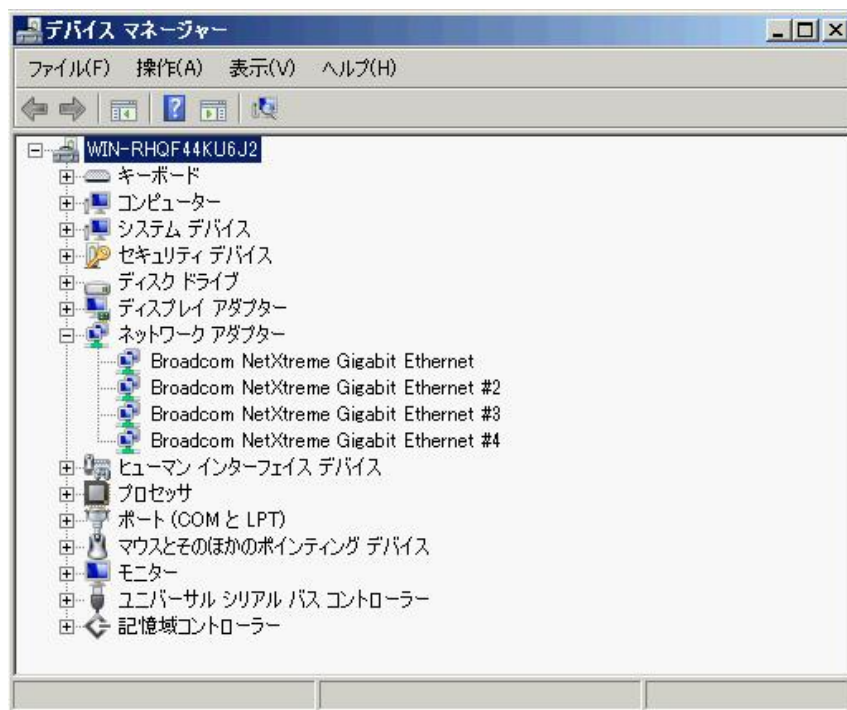 デバイス マネージャー
ファイル(F) 操作(A) 表示(V) ヘルプ(H)
WIN-RHQF44KU6J2
キーボード
コンピューター
システム デバイス
セキュリティ デバイス
ディスク ドライブ
ディスプレイ アダプター
ネットワーク アダプター
Broadcom NetXtreme Gigabit Ethernet
Broadcom NetXtreme Gigabit Ethernet #2
Broadcom NetXtreme Gigabit Ethernet #3
Broadcom NetXtreme Gigabit Ethernet #4
ヒューマン インターフェイス デバイス
プロセッサ
ポート (COM と LPT)
マウスとそのほかのポインティング デバイス
モニター
ユニバーサル シリアル バス コントローラー
記憶域コントローラー